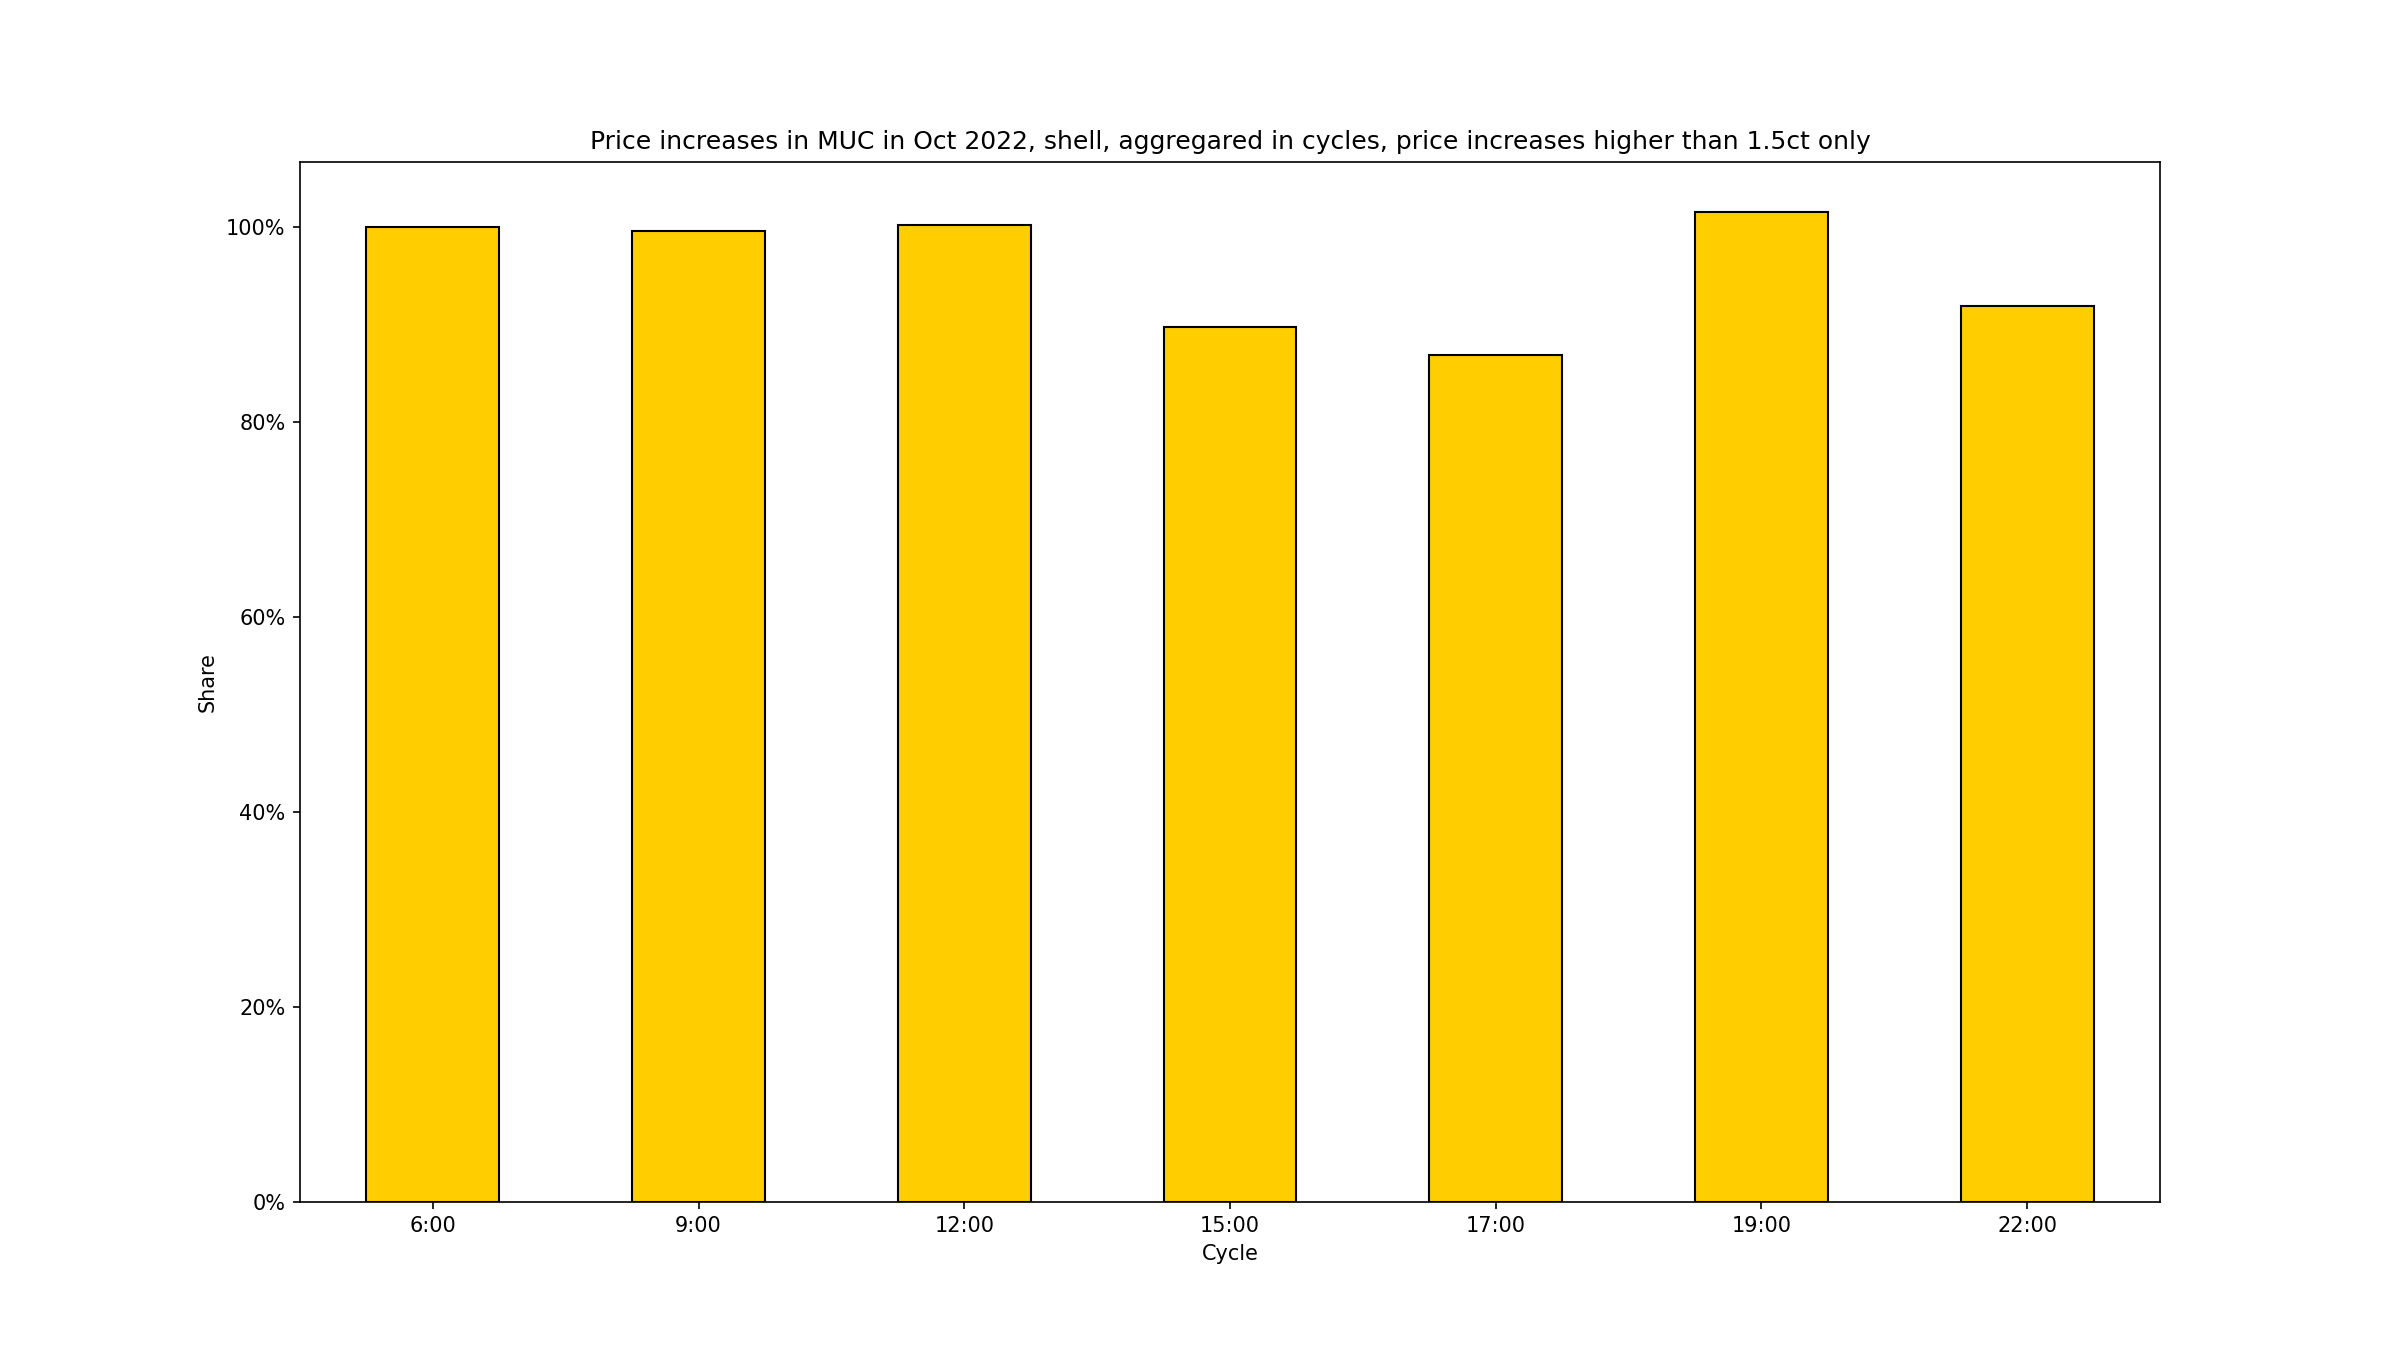 Price increases in MUC in Oct 2022, shell, aggregared in cycles, price increases higher than 1.5ct only
100%
80%
60%
40%
20%
0%
Share
6:00 9:00 12:00 15:00 17:00 19:00 22:00
Cycle